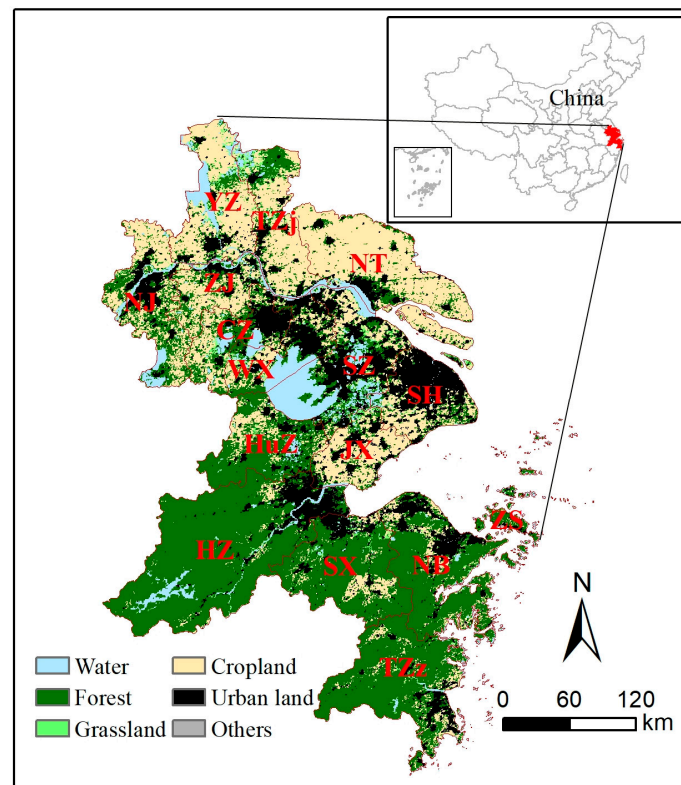 China
YZ
TZj
NT
ZJ
NJ
CZ
WX
SZ
SH
HuZ
JX
ZS
HZ
SX
NB
TZz
N
Water
Cropland
Forest
Urban land
Grassland
Others
0 60 120
km